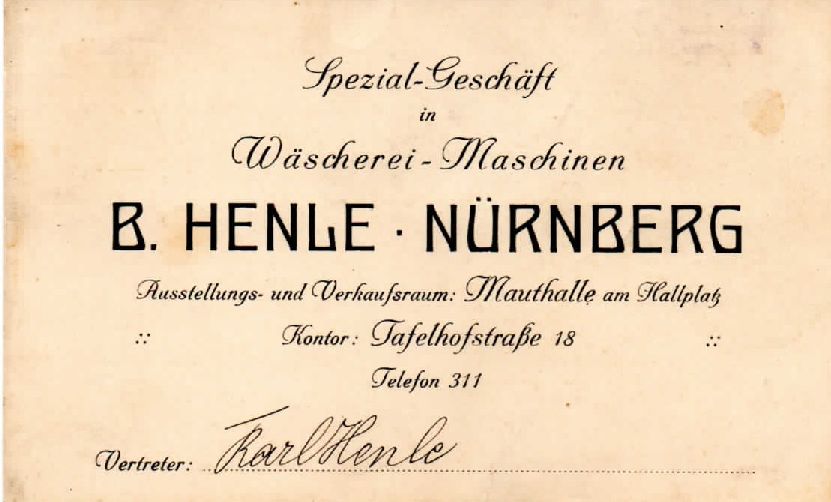 Spezial-Geschäft
in
Wäscherei-Maschinen
B. HENLE · NÜRNBERG
Ausstellungs- und Verkaufsraum: Mauthalle am Hallplatz
Kontor: Tafelhofstraße 18
Telefon 311
Vertreter: Karl Henle